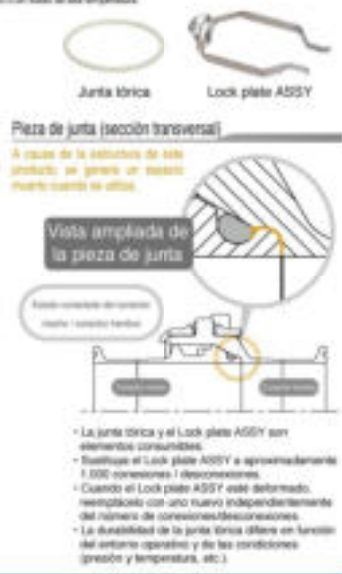 Junta tórica
Lock plate ASSY
Pieza de junta (sección transversal)
A causa de la estructura de este
producto, se genera un espacio
muerto cuando se utiliza.
Vista ampliada de
la pieza de junta
macho / conector hembra
- La junta tórica y el Lock plate ASSY son
elementos consumibles.
- Sustituya el Lock plate ASSY a aproximadamente
1.000 conexiones / desconexiones.
- Cuando el Lock plate ASSY esté deformado,
reemplácelo con uno nuevo independientemente
del número de conexiones/desconexiones.
- La durabilidad de la junta tórica difiere en función
del entorno operativo y de las condiciones
(presión y temperatura, etc.).